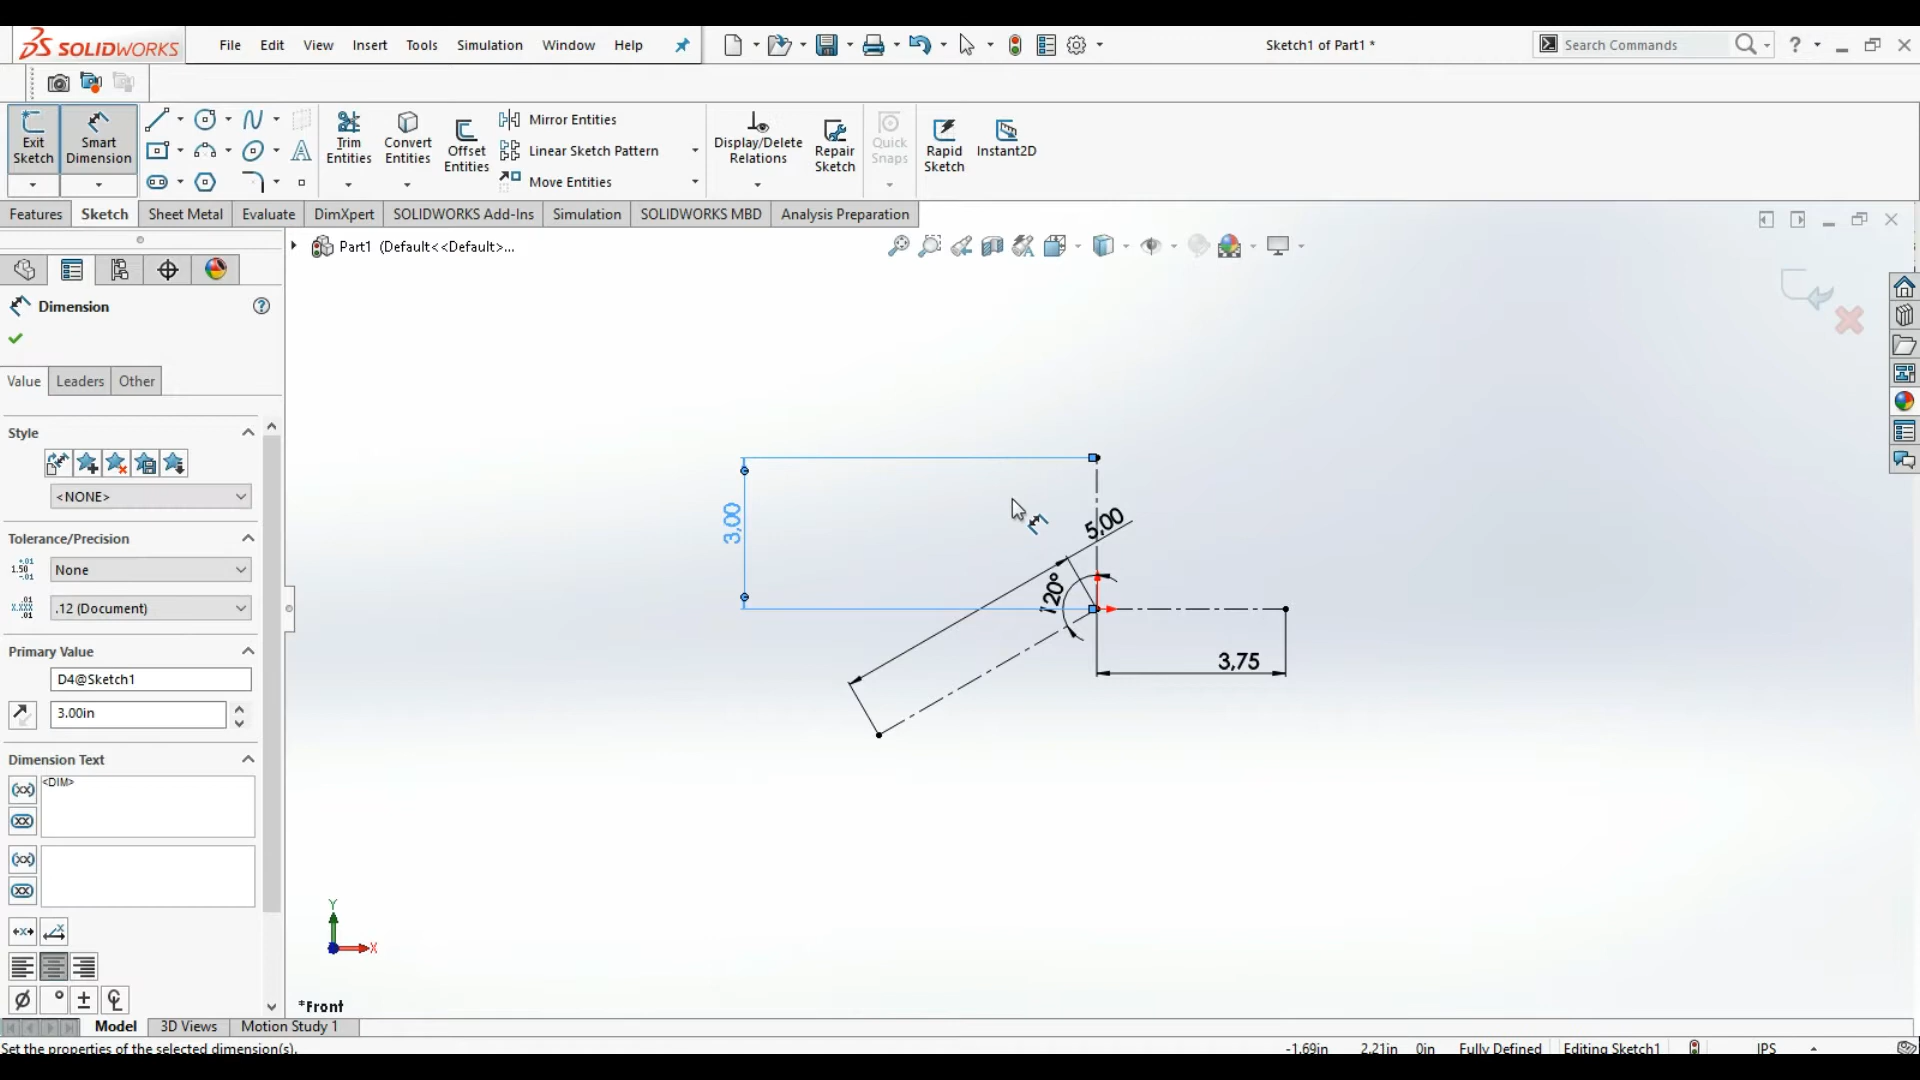 SOLIDWORKS File Edit View Insert Tools Simulation Window Help Sketch1 of Part1 * Search Commands ?
Exit Sketch Smart Dimension Trim Entities Convert Entities Offset Entities Mirror Entities Display/Delete Relations Repair Sketch Quick Snaps Rapid Sketch Instant2D
Linear Sketch Pattern
Move Entities
Features Sketch Sheet Metal Evaluate DimXpert SOLIDWORKS Add-Ins Simulation SOLIDWORKS MBD Analysis Preparation
Part1 (Default<<Default>...
Dimension
Value Leaders Other
Style
<NONE>
Tolerance/Precision
None
.12 (Document)
Primary Value
D4@Sketch1
3.00in
Dimension Text
<DIM>
3,00
5,00
120°
3,75
Y
X
*Front
Model 3D Views Motion Study 1
Set the properties of the selected dimension(s). -1.69in 2.21in 0in Fully Defined Editing Sketch1 IPS